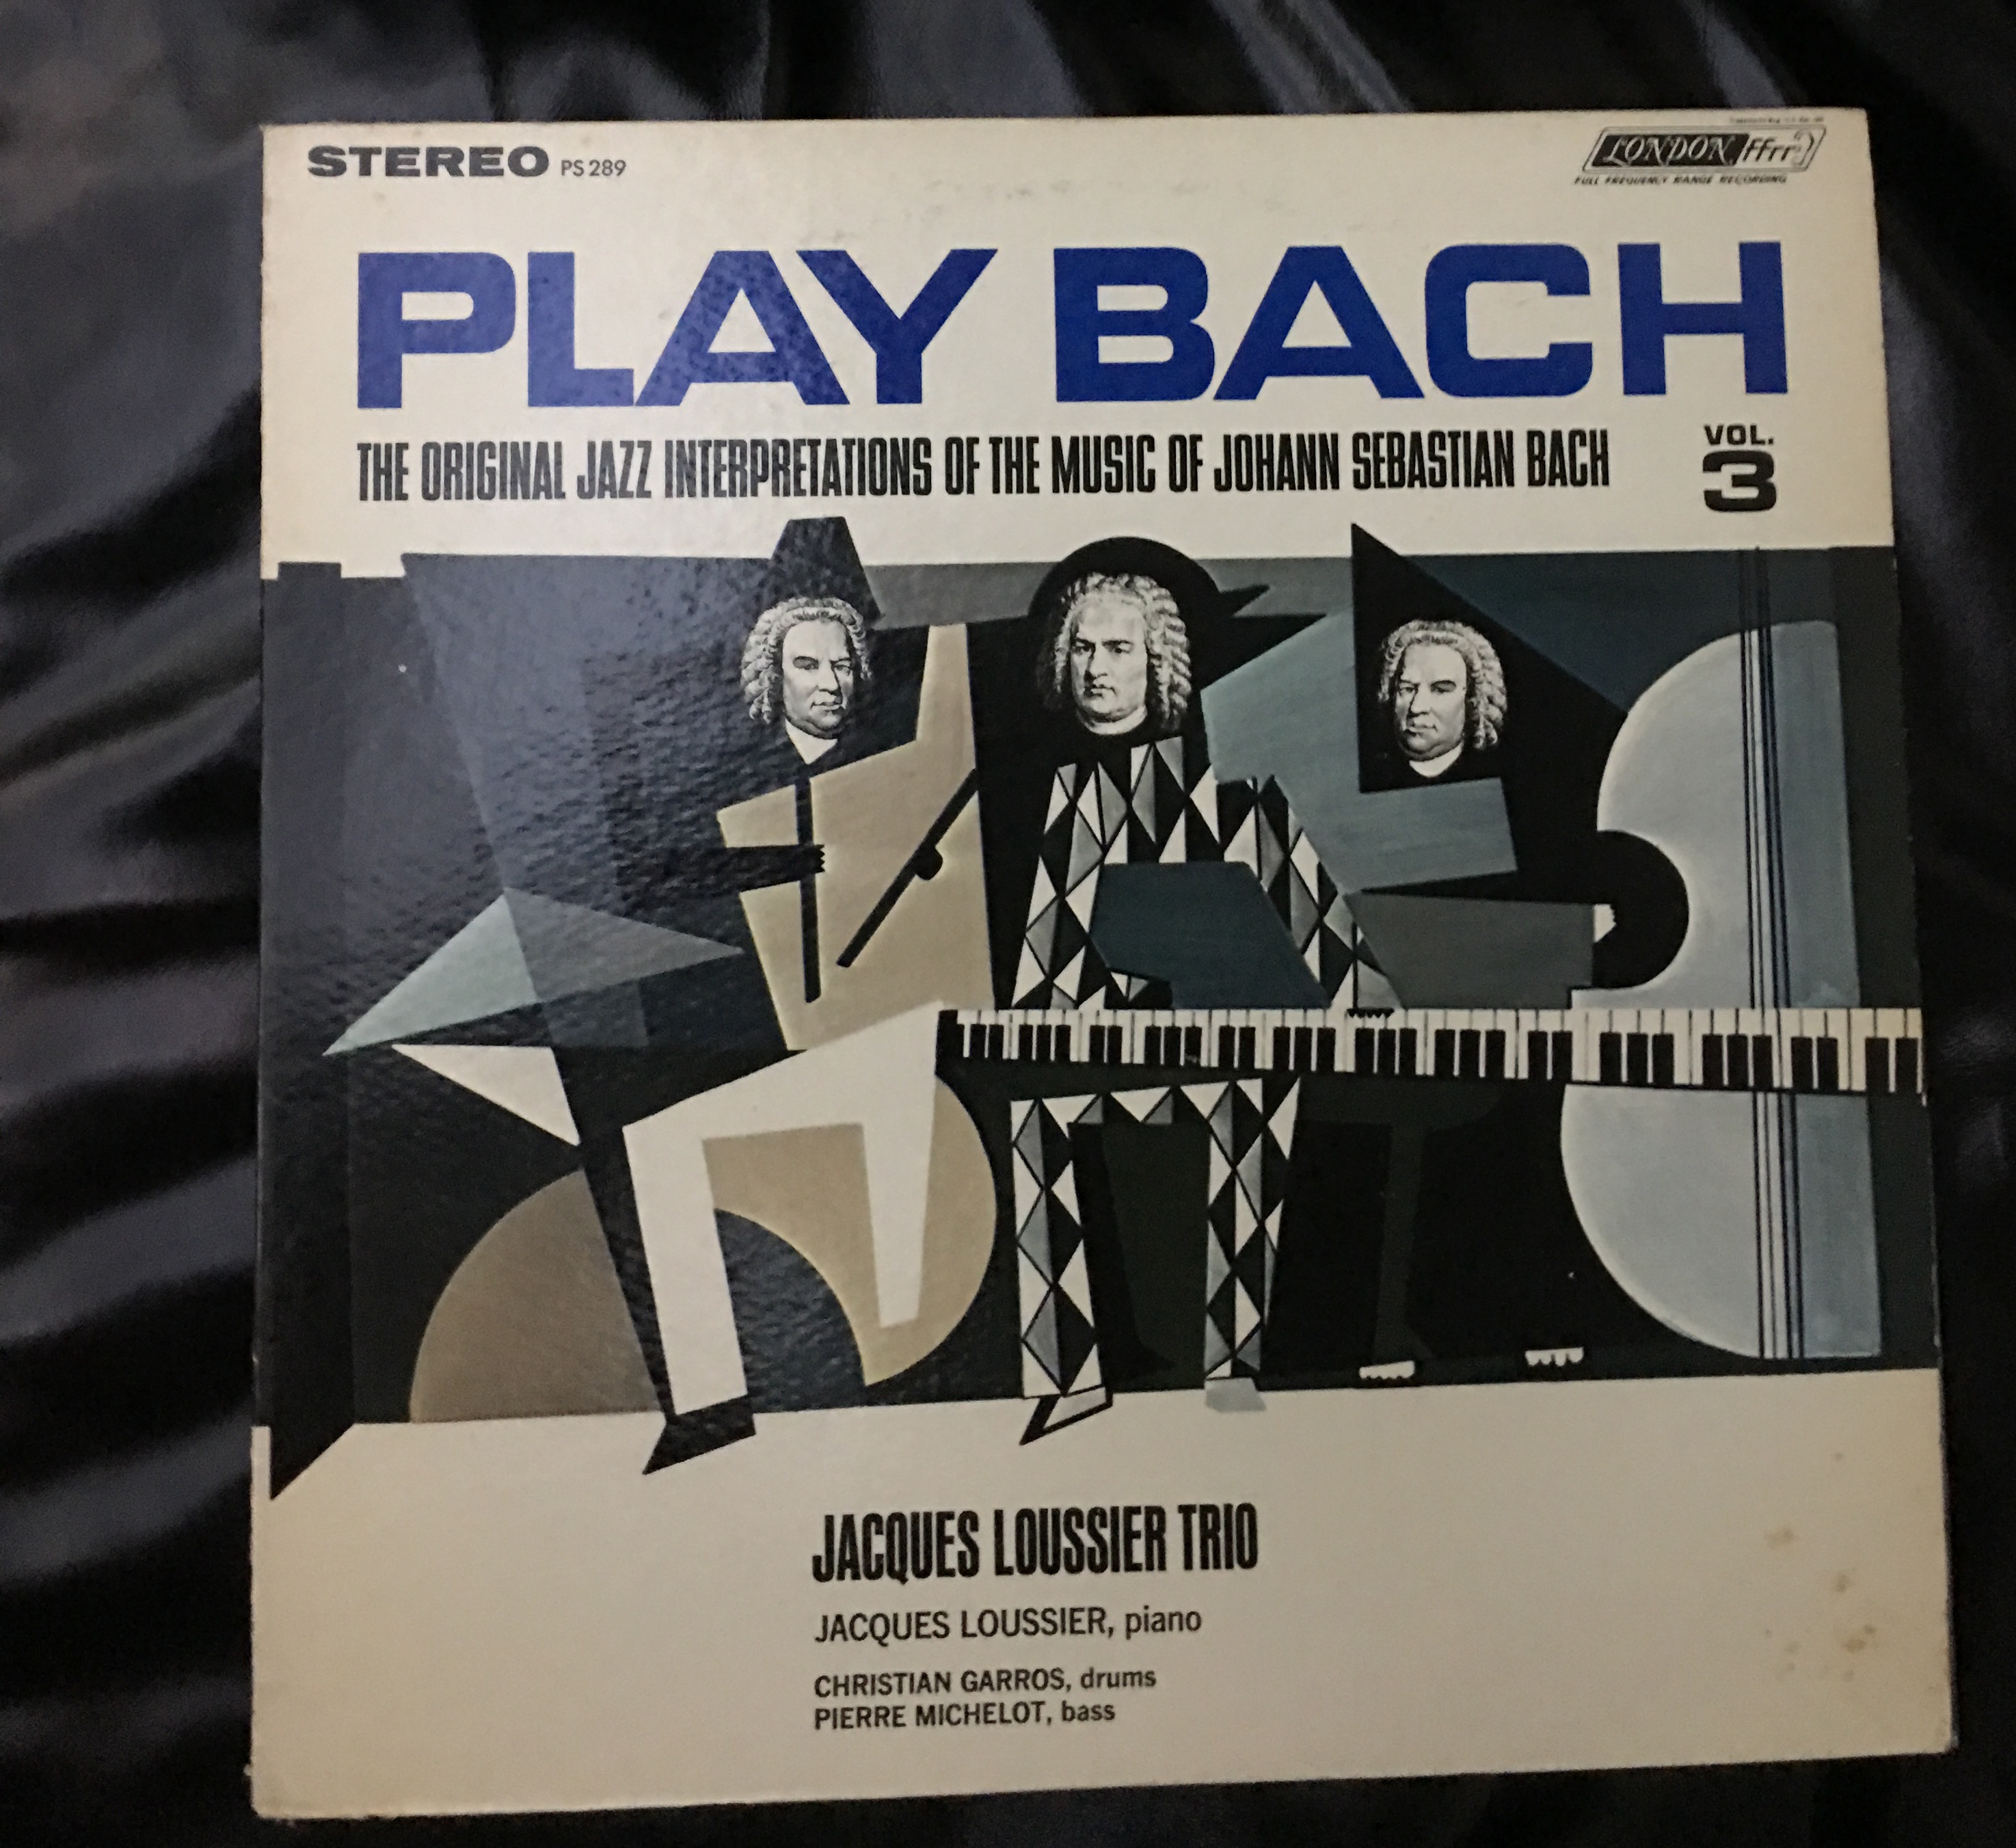 STEREO PS 289
LONDON ffrr
FULL FREQUENCY RANGE RECORDING
PLAY BACH
THE ORIGINAL JAZZ INTERPRETATIONS OF THE MUSIC OF JOHANN SEBASTIAN BACH
VOL.
3
JACQUES LOUSSIER TRIO
JACQUES LOUSSIER, piano
CHRISTIAN GARROS, drums
PIERRE MICHELOT, bass